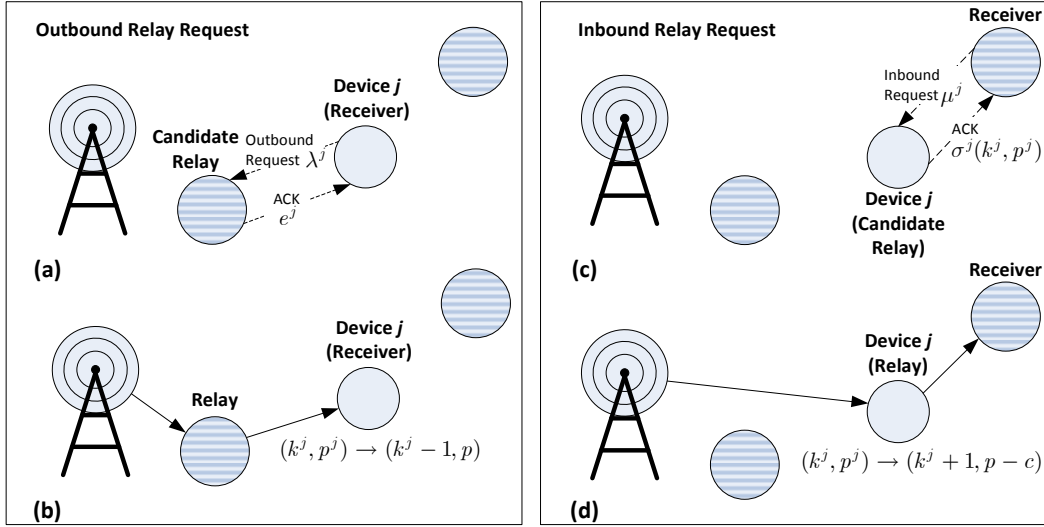 Outbound Relay Request
Device j
(Receiver)
Candidate
Relay
Outbound
Request λ^j
ACK
e^j
(a)
Device j
(Receiver)
Relay
(k^j, p^j) → (k^j − 1, p)
(b)
Inbound Relay Request
Receiver
Inbound
Request μ^j
ACK
σ^j(k^j, p^j)
Device j
(Candidate
Relay)
(c)
Receiver
Device j
(Relay)
(k^j, p^j) → (k^j + 1, p − c)
(d)